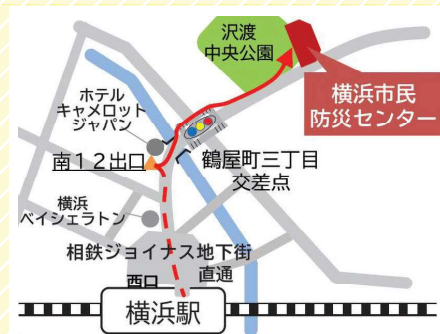 沢渡
中央公園
横浜市民
防災センター
ホテル
キャメロット
ジャパン
南12出口
鶴屋町三丁目
交差点
横浜
ベイシェラトン
相鉄ジョイナス地下街
西口
直通
横浜駅